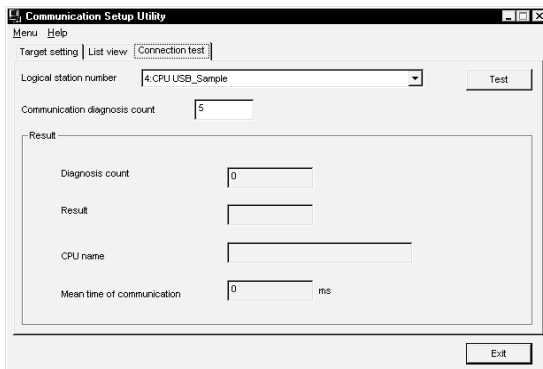 Communication Setup Utility
Menu Help
Target setting List view Connection test
Logical station number 4:CPU USB_Sample Test
Communication diagnosis count 5
Result
Diagnosis count 0
Result
CPU name
Mean time of communication 0 ms
Exit